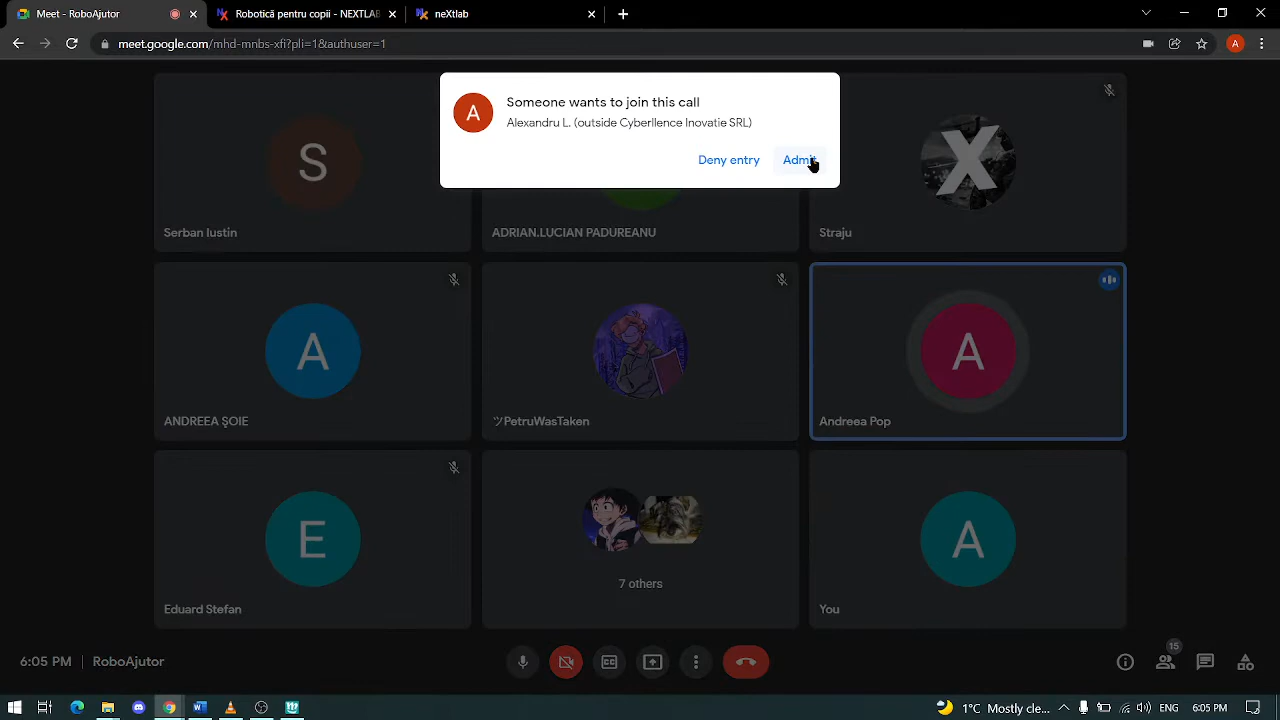 Meet - RoboAjutor
Robotică pentru copii - NEXTLAB
neXtlab
meet.google.com/mhd-mnbs-xfi?pli=1&authuser=1
A
A
Someone wants to join this call
Alexandru L. (outside Cyberllence Inovatie SRL)
Deny entry
Admit
S
X
Serban Iustin
ADRIAN.LUCIAN PADUREANU
Straju
A
A
ANDREEA ŞOIE
ツPetruWasTaken
Andreea Pop
E
A
7 others
Eduard Stefan
You
6:05 PM
RoboAjutor
CC
15
1°C Mostly cle...
ENG
6:05 PM